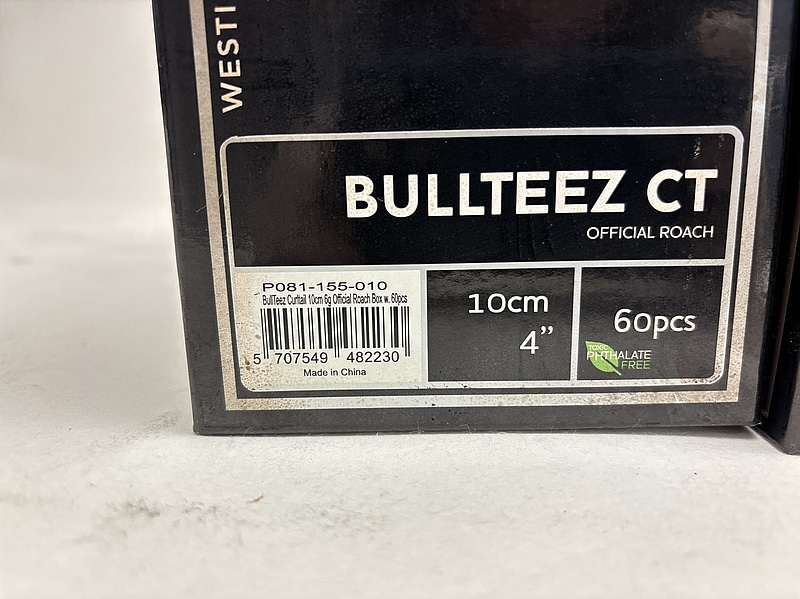 WESTI
BULLTEEZ CT
OFFICIAL ROACH
P081-155-010
BullTeez Curltail 10cm 6g Official Roach Box w. 60pcs
5 707549 482230
Made in China
10cm
4”
60pcs
TOXIC
PHTHALATE
FREE